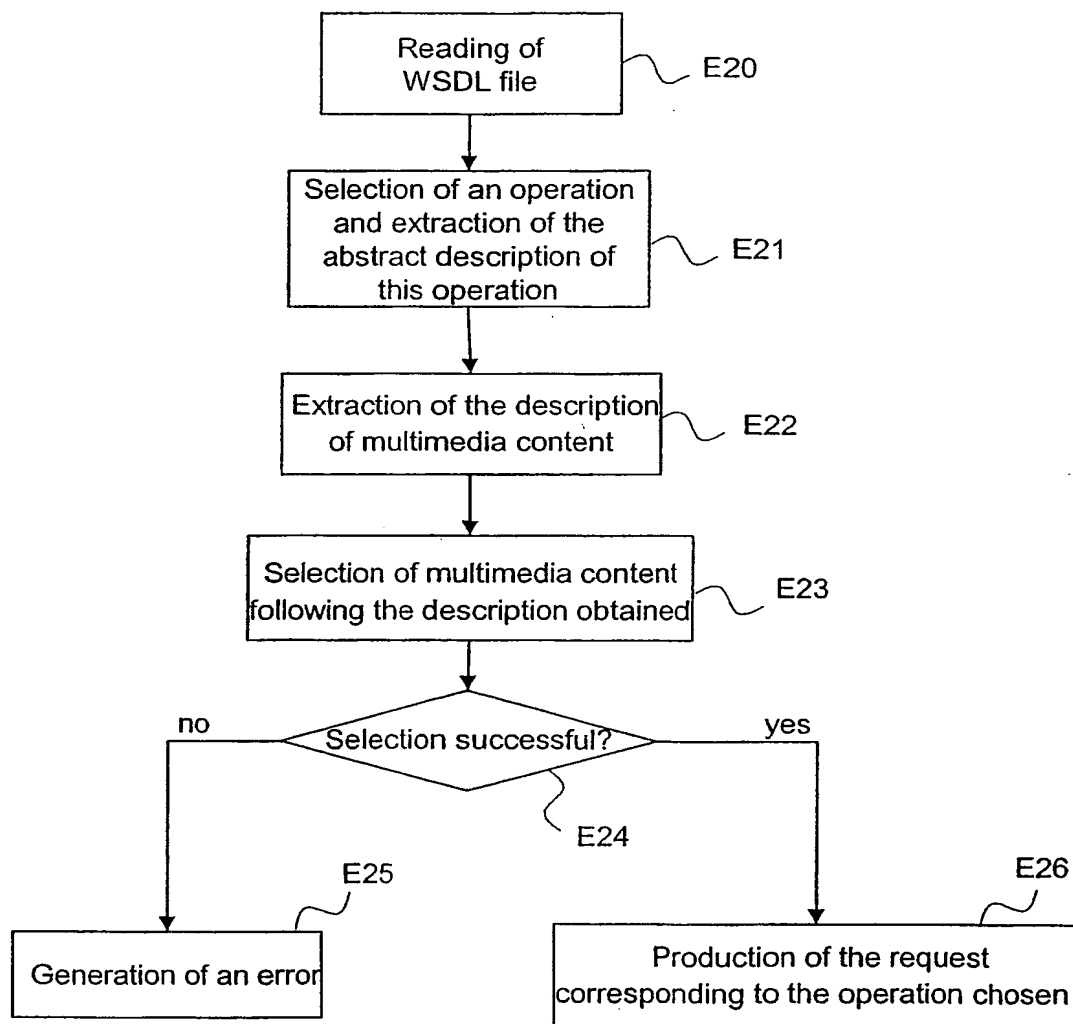 Reading of
WSDL file
E20
Selection of an operation
and extraction of the
abstract description of
this operation
E21
Extraction of the description
of multimedia content
E22
Selection of multimedia content
following the description obtained
E23
no
Selection successful?
yes
E24
E25
Generation of an error
E26
Production of the request
corresponding to the operation chosen